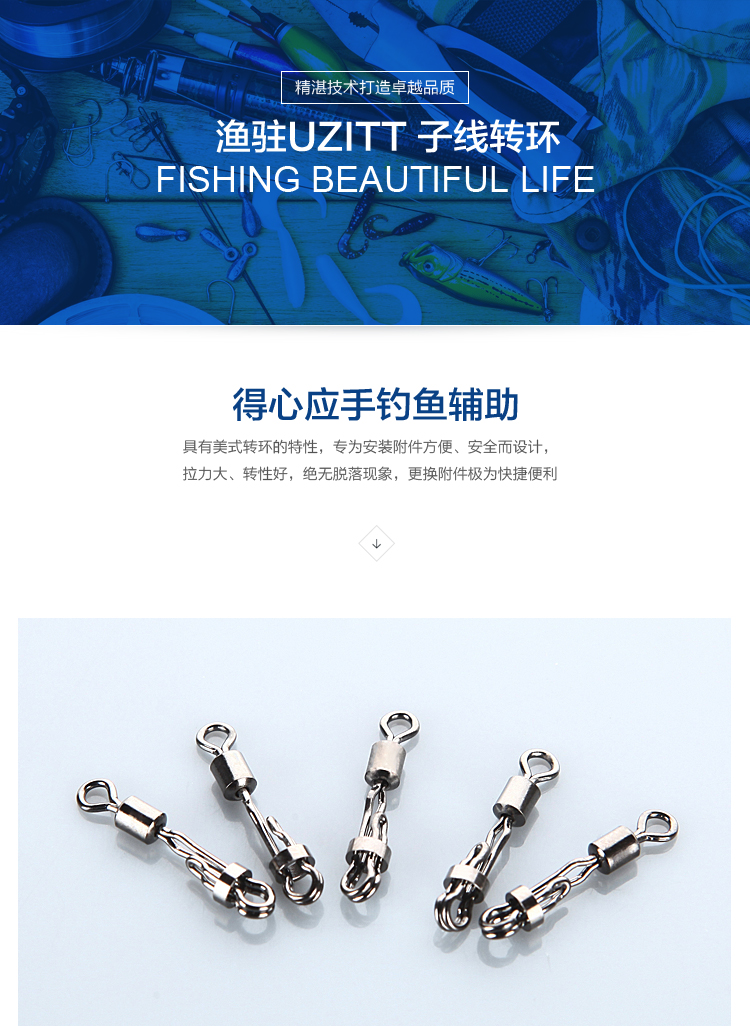 精湛技术打造卓越品质
渔驻UZITT 子线转环
FISHING BEAUTIFUL LIFE
得心应手钓鱼辅助
具有美式转环的特性，专为安装附件方便、安全而设计，
拉力大、转性好，绝无脱落现象，更换附件极为快捷便利